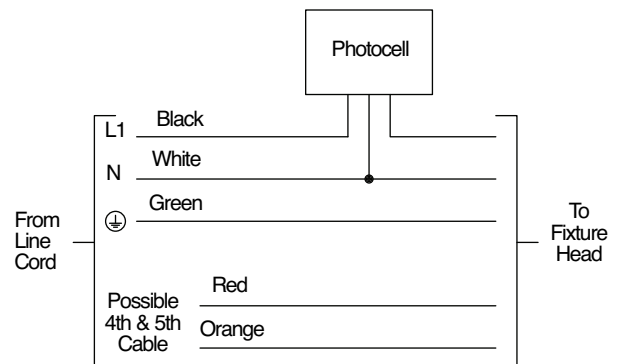 Photocell
L1 Black
N White
Green
From
Line
Cord
To
Fixture
Head
Possible
4th & 5th
Cable
Red
Orange